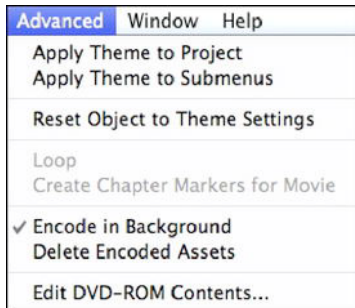 Advanced Window Help
Apply Theme to Project
Apply Theme to Submenus
Reset Object to Theme Settings
Loop
Create Chapter Markers for Movie
✓ Encode in Background
Delete Encoded Assets
Edit DVD-ROM Contents...